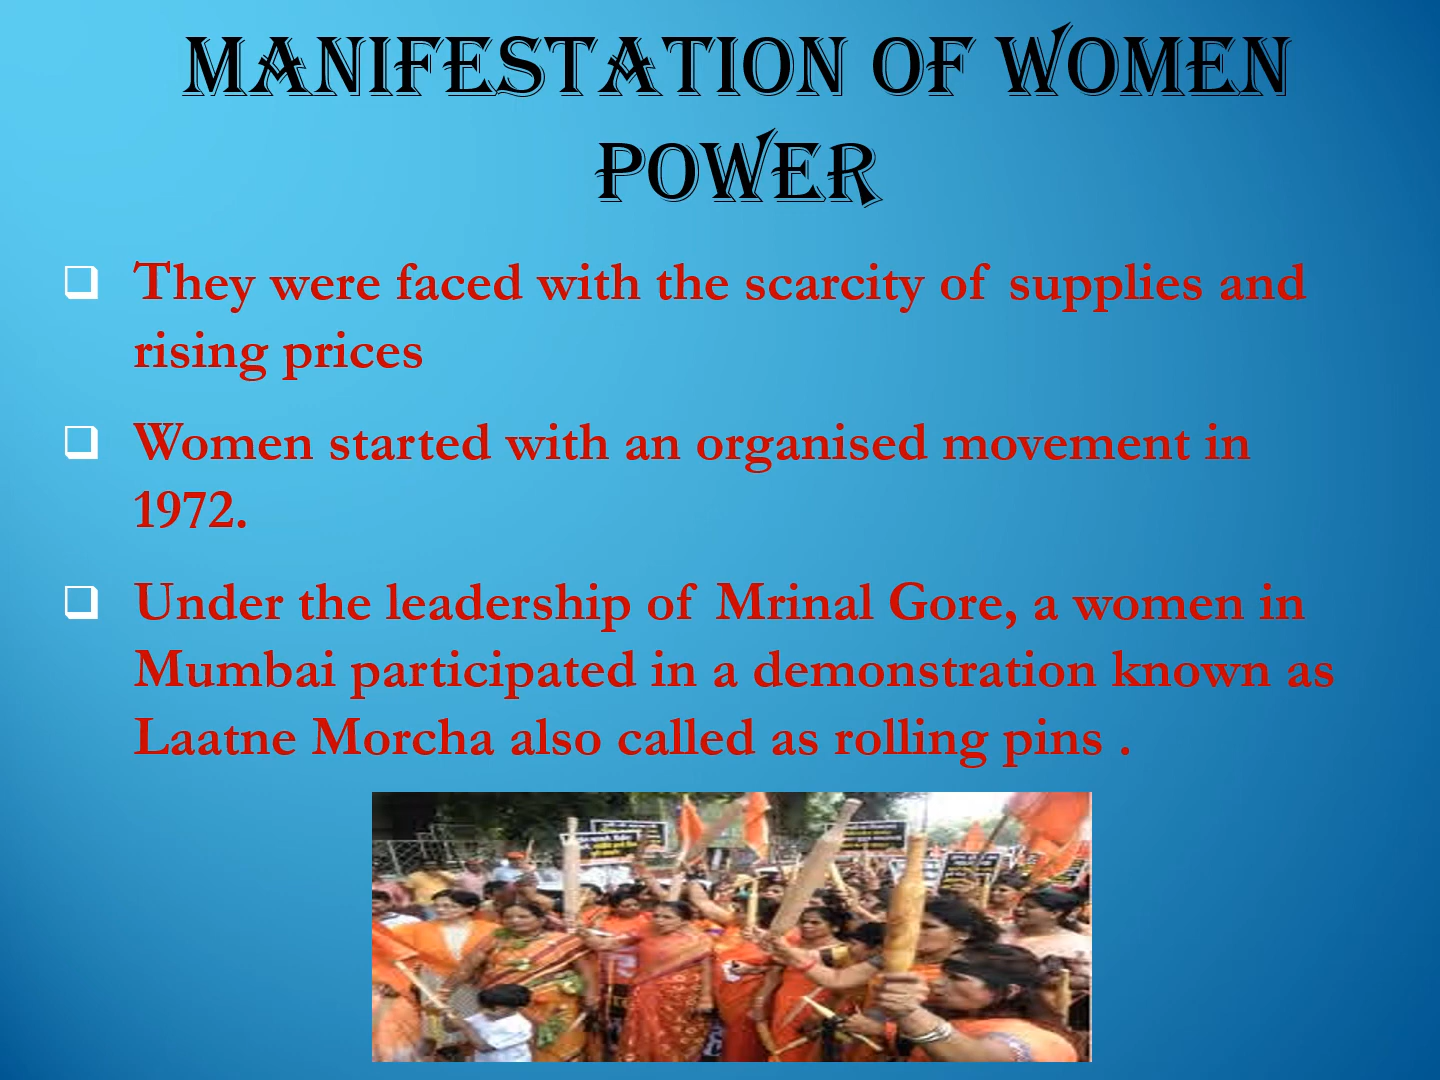 MANIFESTATION OF WOMEN
POWER
They were faced with the scarcity of supplies and
rising prices
Women started with an organised movement in
1972.
Under the leadership of Mrinal Gore, a women in
Mumbai participated in a demonstration known as
Laatne Morcha also called as rolling pins .